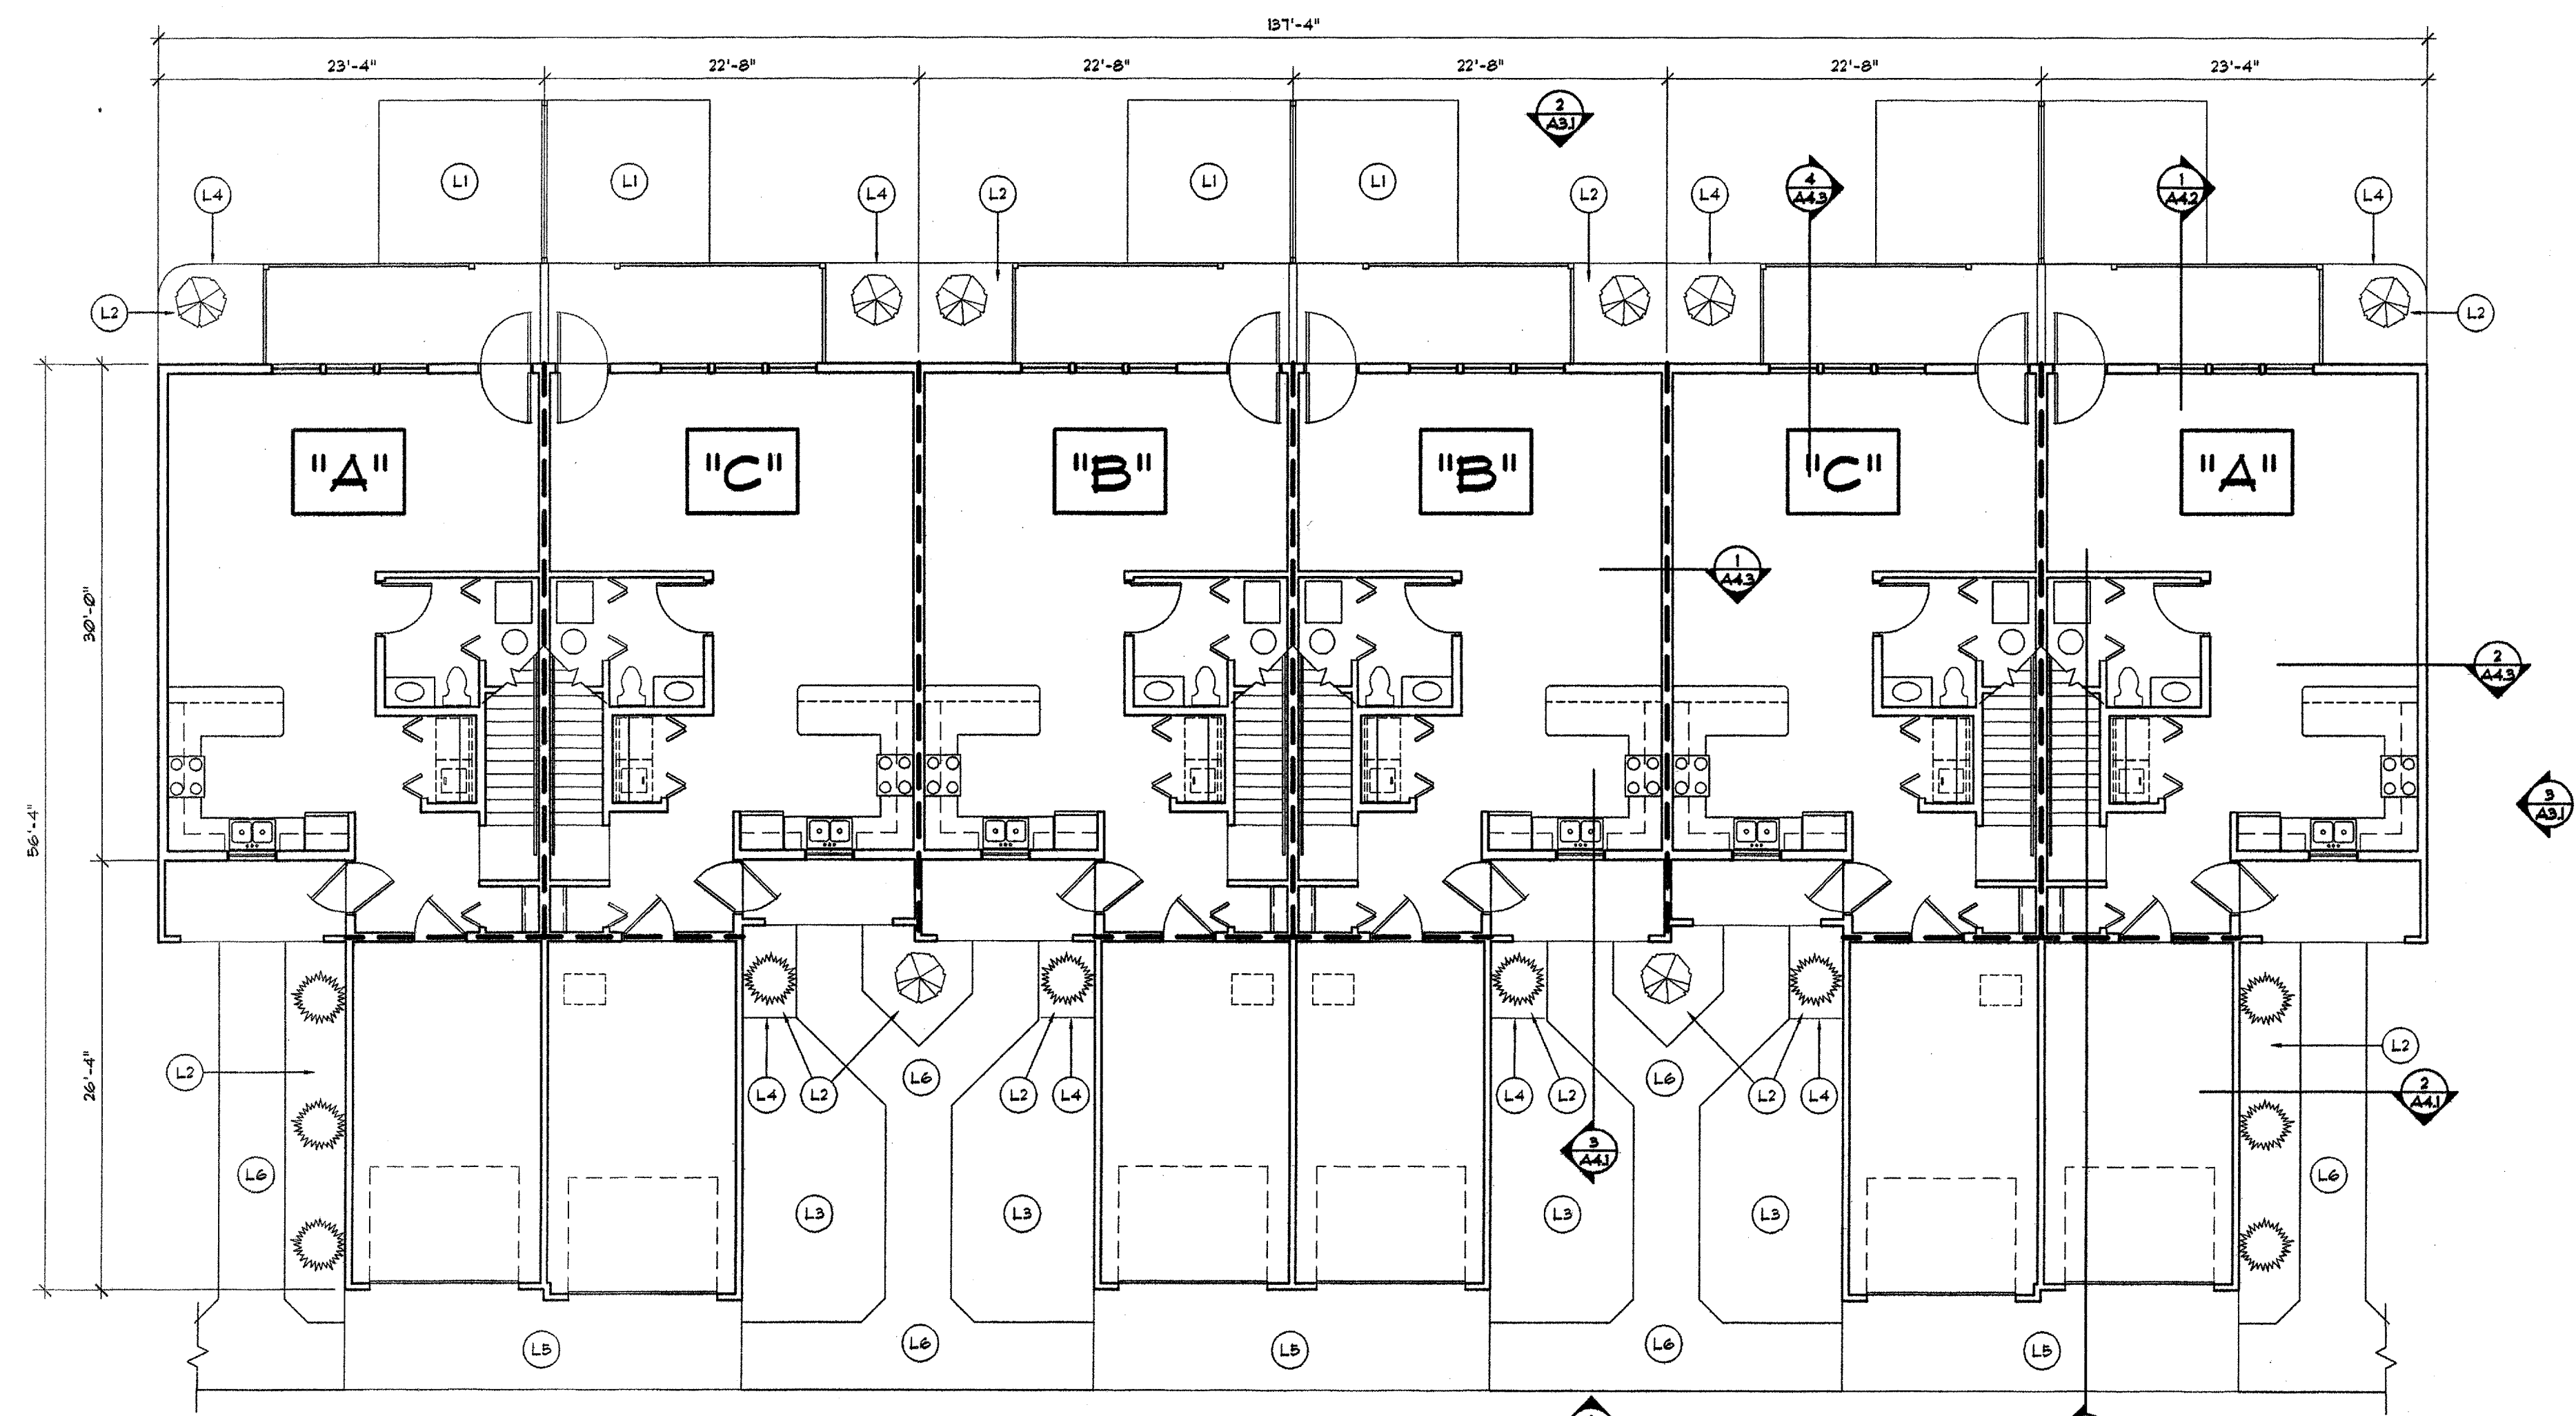 137'-4"
23'-4" 22'-8" 22'-8" 22'-8" 22'-8" 23'-4"
2
A3.1
L1 L1 L1 L1
4
A4.3
1
A4.2
L4 L4 L2 L2 L4 L4
L2 L2
"A" "C" "B" "B" "C" "A"
1
A4.3
30'-0"
2
A4.3
3
A3.1
56'-4"
26'-4"
L2 L6 L6 L2
L4 L2 L2 L4 L4 L2 L2 L4
2
A4.1
3
A4.1
L6 L6
L3 L3 L3 L3
L5 L6 L5 L6 L5